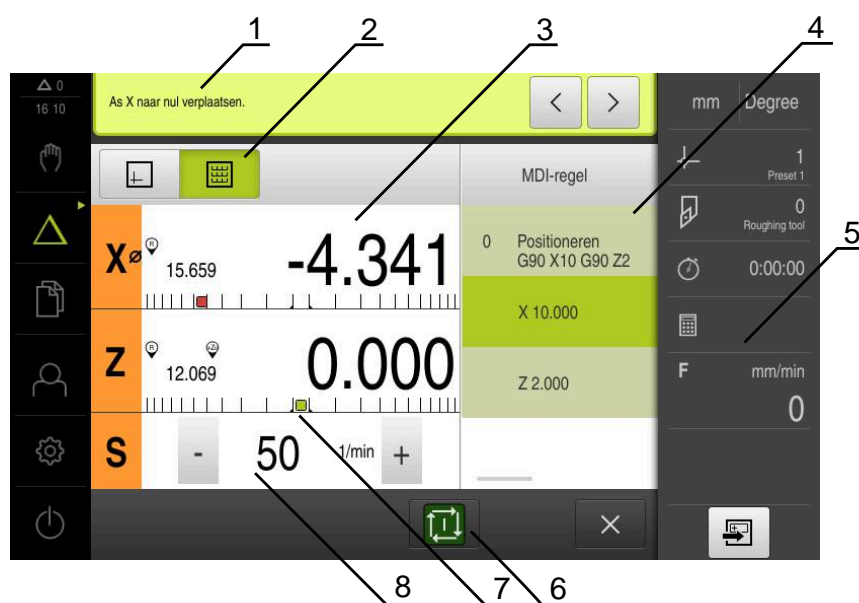 1
2
3
4
0
16 10
As X naar nul verplaatsen.
mm Degree
1
Preset 1
MDI-regel
0
Roughing tool
X ø R 15.659 -4.341
0 Positioneren
G90 X10 G90 Z2
5
0:00:00
X 10.000
Z R 12.069 0.000
Z 2.000
F mm/min
0
S - 50 1/min +
8
7
6